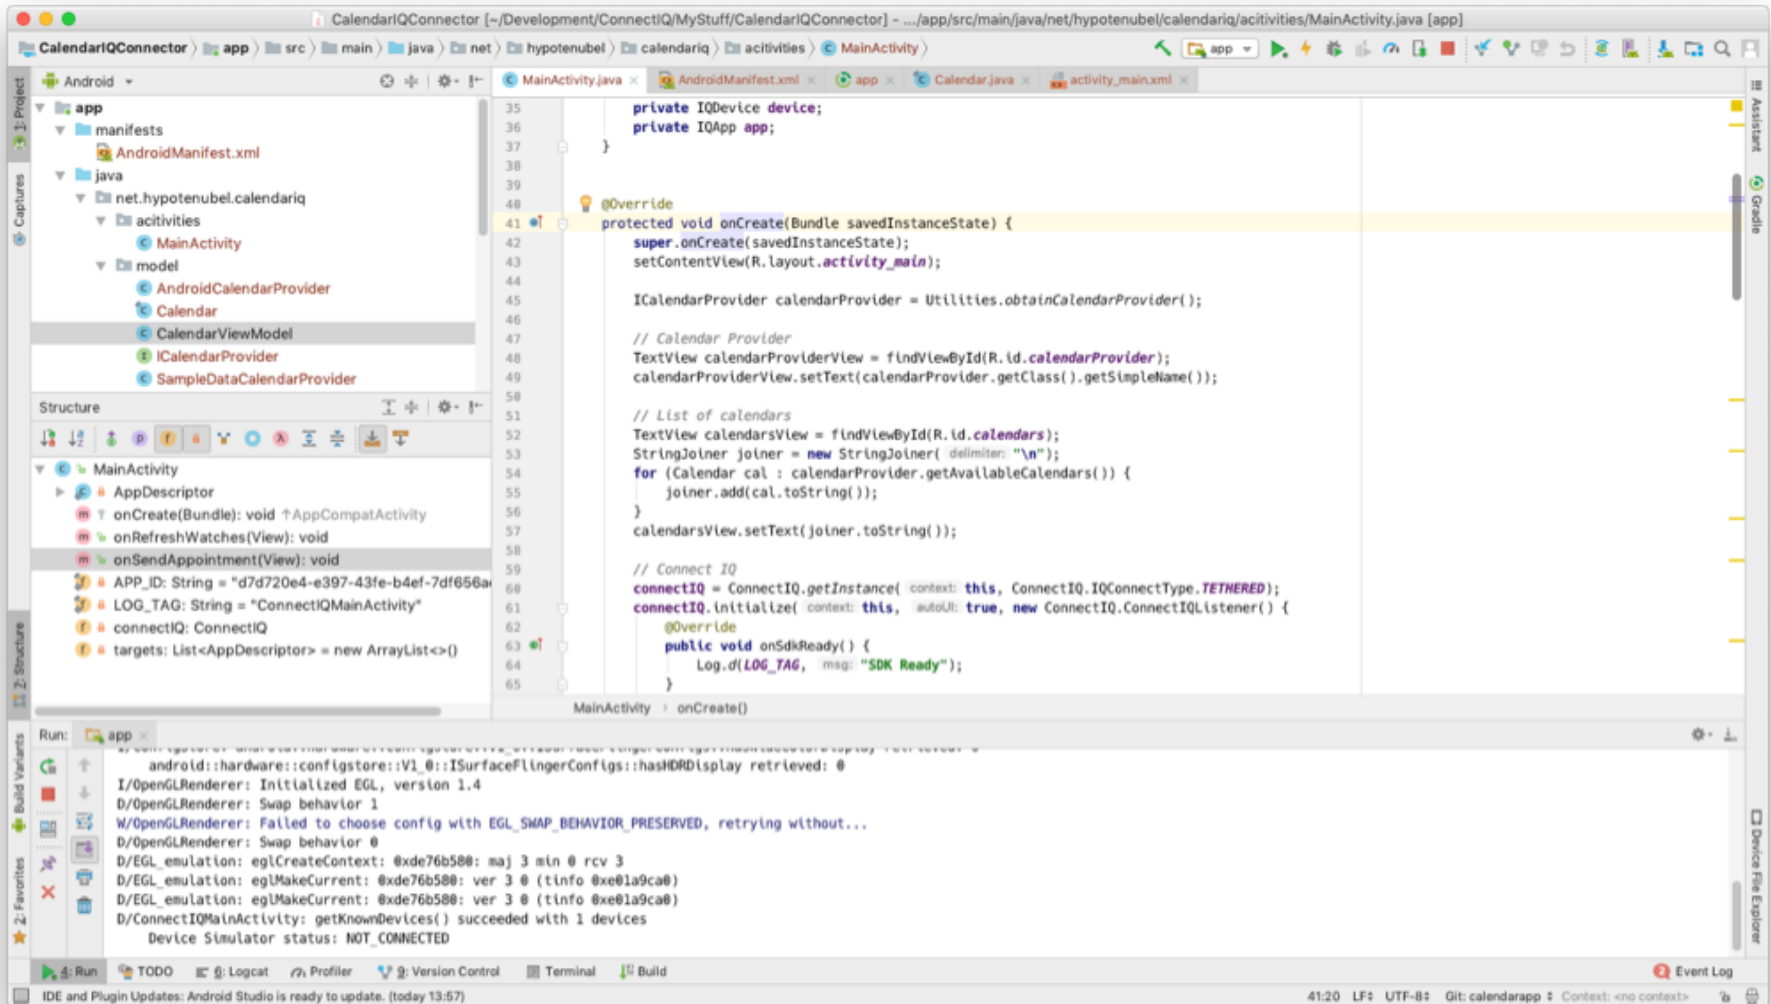 CalendarIQConnector [~/Development/ConnectIQ/MyStuff/CalendarIQConnector] - .../app/src/main/java/net/hypotenubel/calendariq/acitivities/MainActivity.java [app]
CalendarIQConnector app src main java net hypotenubel calendariq acitivities MainActivity
app
1: Project
Captures
Z: Structure
Build Variants
2: Favorites
Android
app
manifests
AndroidManifest.xml
java
net.hypotenubel.calendariq
acitivities
MainActivity
model
AndroidCalendarProvider
Calendar
CalendarViewModel
ICalendarProvider
SampleDataCalendarProvider
Structure
MainActivity
AppDescriptor
onCreate(Bundle): void ↑AppCompatActivity
onRefreshWatches(View): void
onSendAppointment(View): void
APP_ID: String = "d7d720e4-e397-43fe-b4ef-7df656a
LOG_TAG: String = "ConnectIQMainActivity"
connectIQ: ConnectIQ
targets: List<AppDescriptor> = new ArrayList<>()
MainActivity.java AndroidManifest.xml app Calendar.java activity_main.xml
35 private IQDevice device;
36 private IQApp app;
37 }
38
39
40 @Override
41 protected void onCreate(Bundle savedInstanceState) {
42 super.onCreate(savedInstanceState);
43 setContentView(R.layout.activity_main);
44
45 ICalendarProvider calendarProvider = Utilities.obtainCalendarProvider();
46
47 // Calendar Provider
48 TextView calendarProviderView = findViewById(R.id.calendarProvider);
49 calendarProviderView.setText(calendarProvider.getClass().getSimpleName());
50
51 // List of calendars
52 TextView calendarsView = findViewById(R.id.calendars);
53 StringJoiner joiner = new StringJoiner( delimiter: "\n");
54 for (Calendar cal : calendarProvider.getAvailableCalendars()) {
55 joiner.add(cal.toString());
56 }
57 calendarsView.setText(joiner.toString());
58
59 // Connect IQ
60 connectIQ = ConnectIQ.getInstance( context: this, ConnectIQ.IQConnectType.TETHERED);
61 connectIQ.initialize( context: this, autoUI: true, new ConnectIQ.ConnectIQListener() {
62 @Override
63 public void onSdkReady() {
64 Log.d(LOG_TAG, msg: "SDK Ready");
65 }
MainActivity › onCreate()
Assistant
Gradle
Device File Explorer
Run: app
android::hardware::configstore::V1_0::ISurfaceFlingerConfigs::hasHDRDisplay retrieved: 0
I/OpenGLRenderer: Initialized EGL, version 1.4
D/OpenGLRenderer: Swap behavior 1
W/OpenGLRenderer: Failed to choose config with EGL_SWAP_BEHAVIOR_PRESERVED, retrying without...
D/OpenGLRenderer: Swap behavior 0
D/EGL_emulation: eglCreateContext: 0xde76b580: maj 3 min 0 rcv 3
D/EGL_emulation: eglMakeCurrent: 0xde76b580: ver 3 0 (tinfo 0xe01a9ca0)
D/EGL_emulation: eglMakeCurrent: 0xde76b580: ver 3 0 (tinfo 0xe01a9ca0)
D/ConnectIQMainActivity: getKnownDevices() succeeded with 1 devices
Device Simulator status: NOT_CONNECTED
4: Run TODO 6: Logcat Profiler 9: Version Control Terminal Build 2 Event Log
IDE and Plugin Updates: Android Studio is ready to update. (today 13:57) 41:20 LF÷ UTF-8÷ Git: calendarapp ÷ Context: <no context>